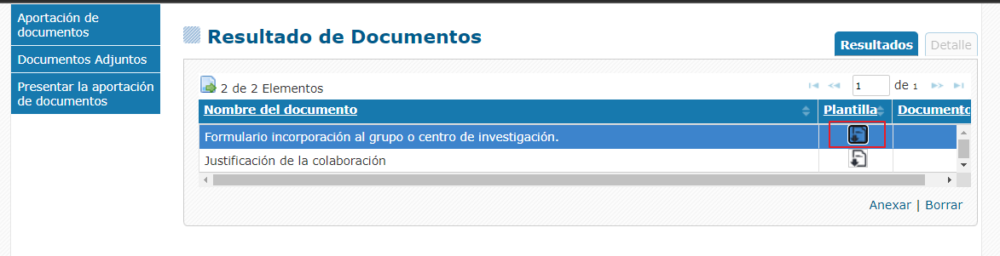 Aportación de
documentos
Documentos Adjuntos
Presentar la aportación
de documentos
Resultado de Documentos
Resultados
Detalle
2 de 2 Elementos
1 de 1
Nombre del documento Plantilla Documento
Formulario incorporación al grupo o centro de investigación.
Justificación de la colaboración
Anexar | Borrar